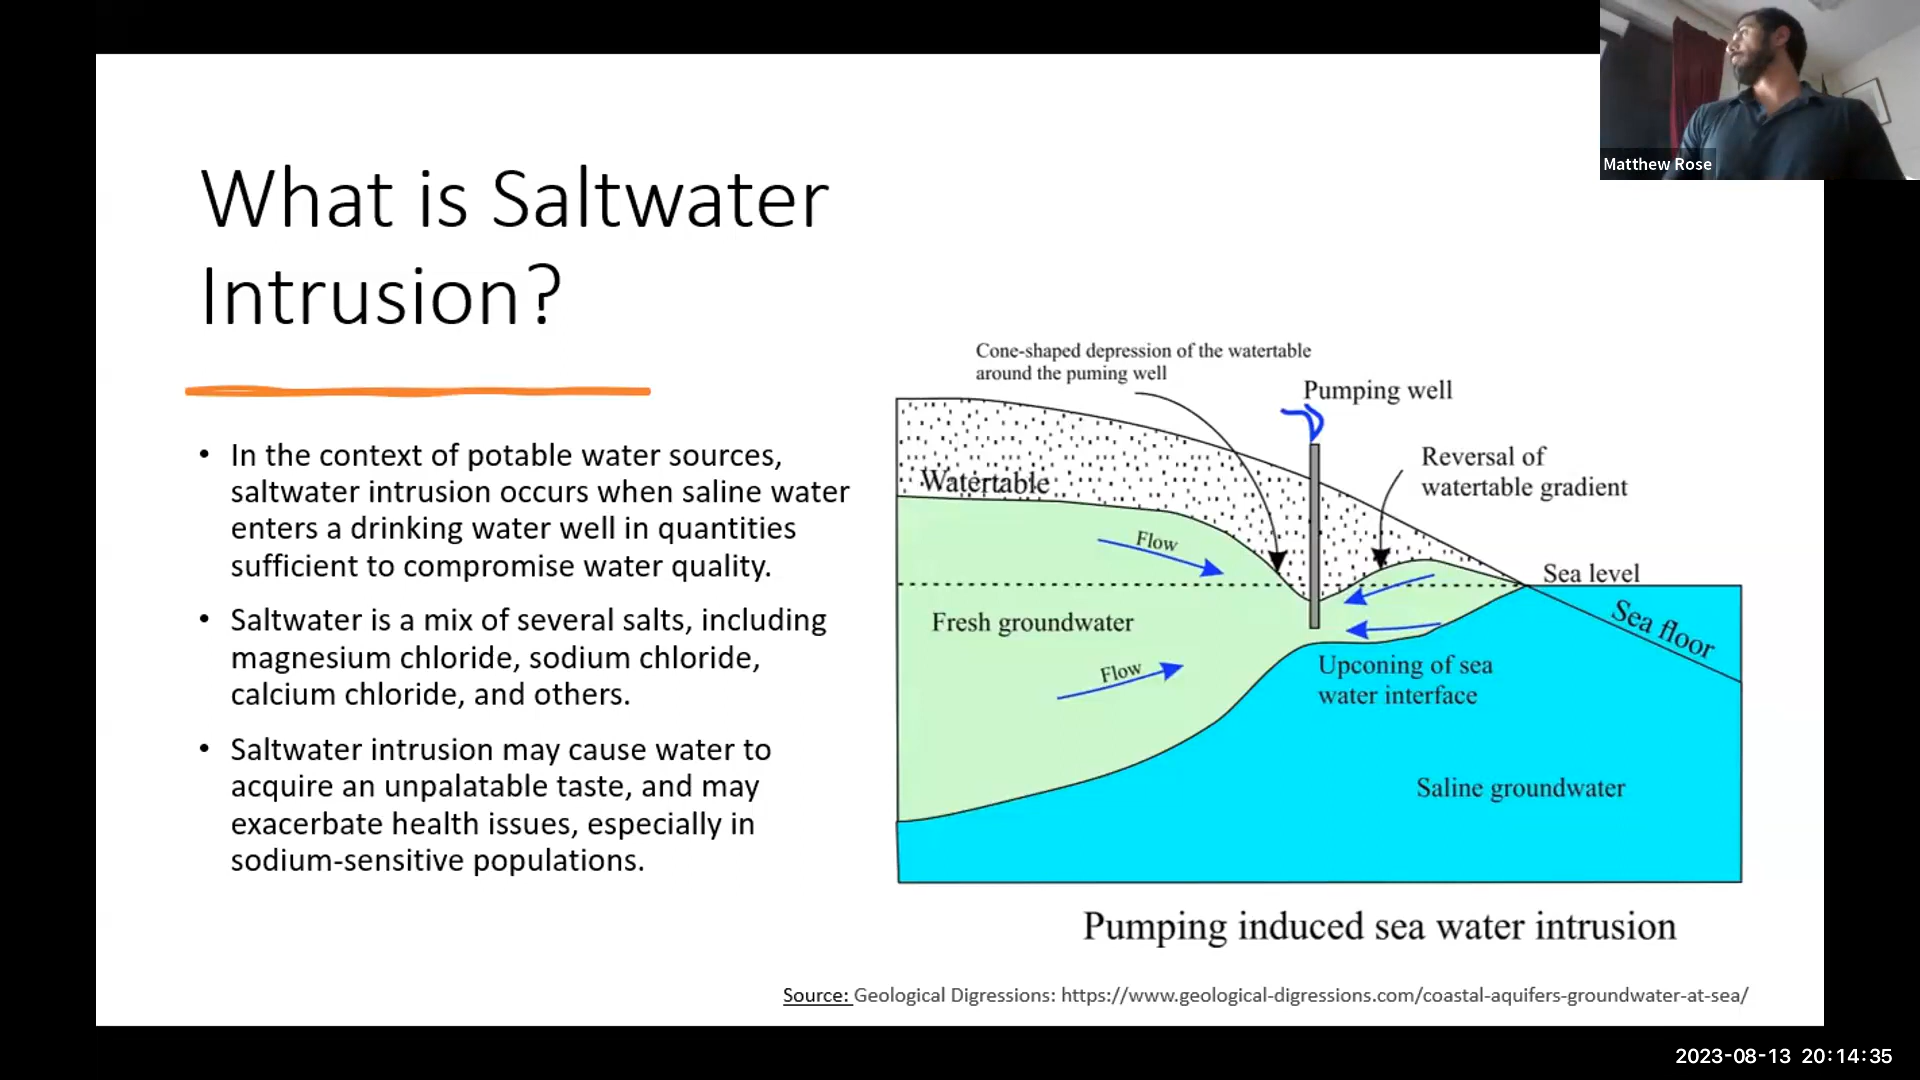 Matthew Rose
What is Saltwater
Intrusion?
• In the context of potable water sources,
saltwater intrusion occurs when saline water
enters a drinking water well in quantities
sufficient to compromise water quality.
• Saltwater is a mix of several salts, including
magnesium chloride, sodium chloride,
calcium chloride, and others.
• Saltwater intrusion may cause water to
acquire an unpalatable taste, and may
exacerbate health issues, especially in
sodium-sensitive populations.
Cone-shaped depression of the watertable
around the puming well
Pumping well
Reversal of
watertable gradient
Watertable
Flow
Sea level
Sea floor
Fresh groundwater
Flow
Upconing of sea
water interface
Saline groundwater
Pumping induced sea water intrusion
Source: Geological Digressions: https://www.geological-digressions.com/coastal-aquifers-groundwater-at-sea/
2023-08-13 20:14:35